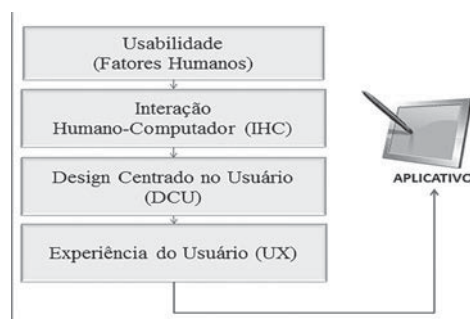 Usabilidade
(Fatores Humanos)
Interação
Humano-Computador (IHC)
Design Centrado no Usuário
(DCU)
Experiência do Usuário (UX)
APLICATIVO